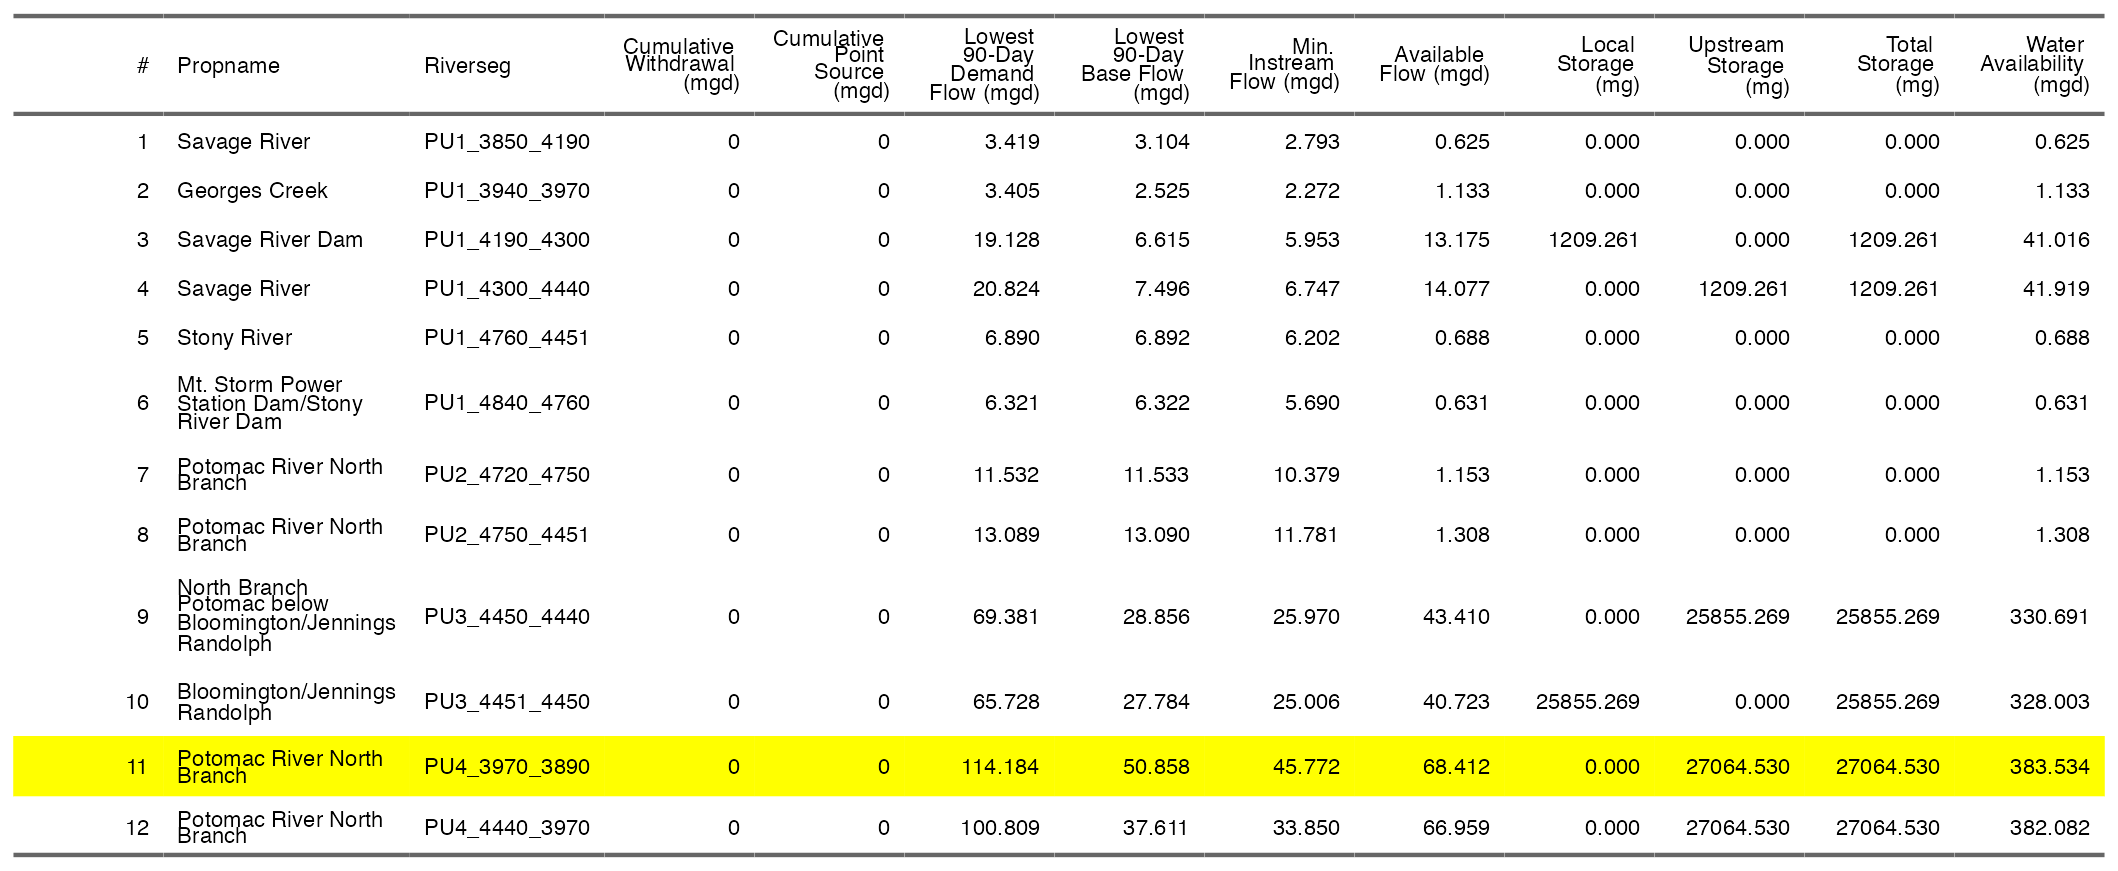 # Propname Riverseg Cumulative Withdrawal (mgd) Cumulative Point Source (mgd) Lowest 90-Day Demand Flow (mgd) Lowest 90-Day Base Flow (mgd) Min. Instream Flow (mgd) Available Flow (mgd) Local Storage (mg) Upstream Storage (mg) Total Storage (mg) Water Availability (mgd)
1 Savage River PU1_3850_4190 0 0 3.419 3.104 2.793 0.625 0.000 0.000 0.000 0.625
2 Georges Creek PU1_3940_3970 0 0 3.405 2.525 2.272 1.133 0.000 0.000 0.000 1.133
3 Savage River Dam PU1_4190_4300 0 0 19.128 6.615 5.953 13.175 1209.261 0.000 1209.261 41.016
4 Savage River PU1_4300_4440 0 0 20.824 7.496 6.747 14.077 0.000 1209.261 1209.261 41.919
5 Stony River PU1_4760_4451 0 0 6.890 6.892 6.202 0.688 0.000 0.000 0.000 0.688
6 Mt. Storm Power Station Dam/Stony River Dam PU1_4840_4760 0 0 6.321 6.322 5.690 0.631 0.000 0.000 0.000 0.631
7 Potomac River North Branch PU2_4720_4750 0 0 11.532 11.533 10.379 1.153 0.000 0.000 0.000 1.153
8 Potomac River North Branch PU2_4750_4451 0 0 13.089 13.090 11.781 1.308 0.000 0.000 0.000 1.308
9 North Branch Potomac below Bloomington/Jennings Randolph PU3_4450_4440 0 0 69.381 28.856 25.970 43.410 0.000 25855.269 25855.269 330.691
10 Bloomington/Jennings Randolph PU3_4451_4450 0 0 65.728 27.784 25.006 40.723 25855.269 0.000 25855.269 328.003
11 Potomac River North Branch PU4_3970_3890 0 0 114.184 50.858 45.772 68.412 0.000 27064.530 27064.530 383.534
12 Potomac River North Branch PU4_4440_3970 0 0 100.809 37.611 33.850 66.959 0.000 27064.530 27064.530 382.082